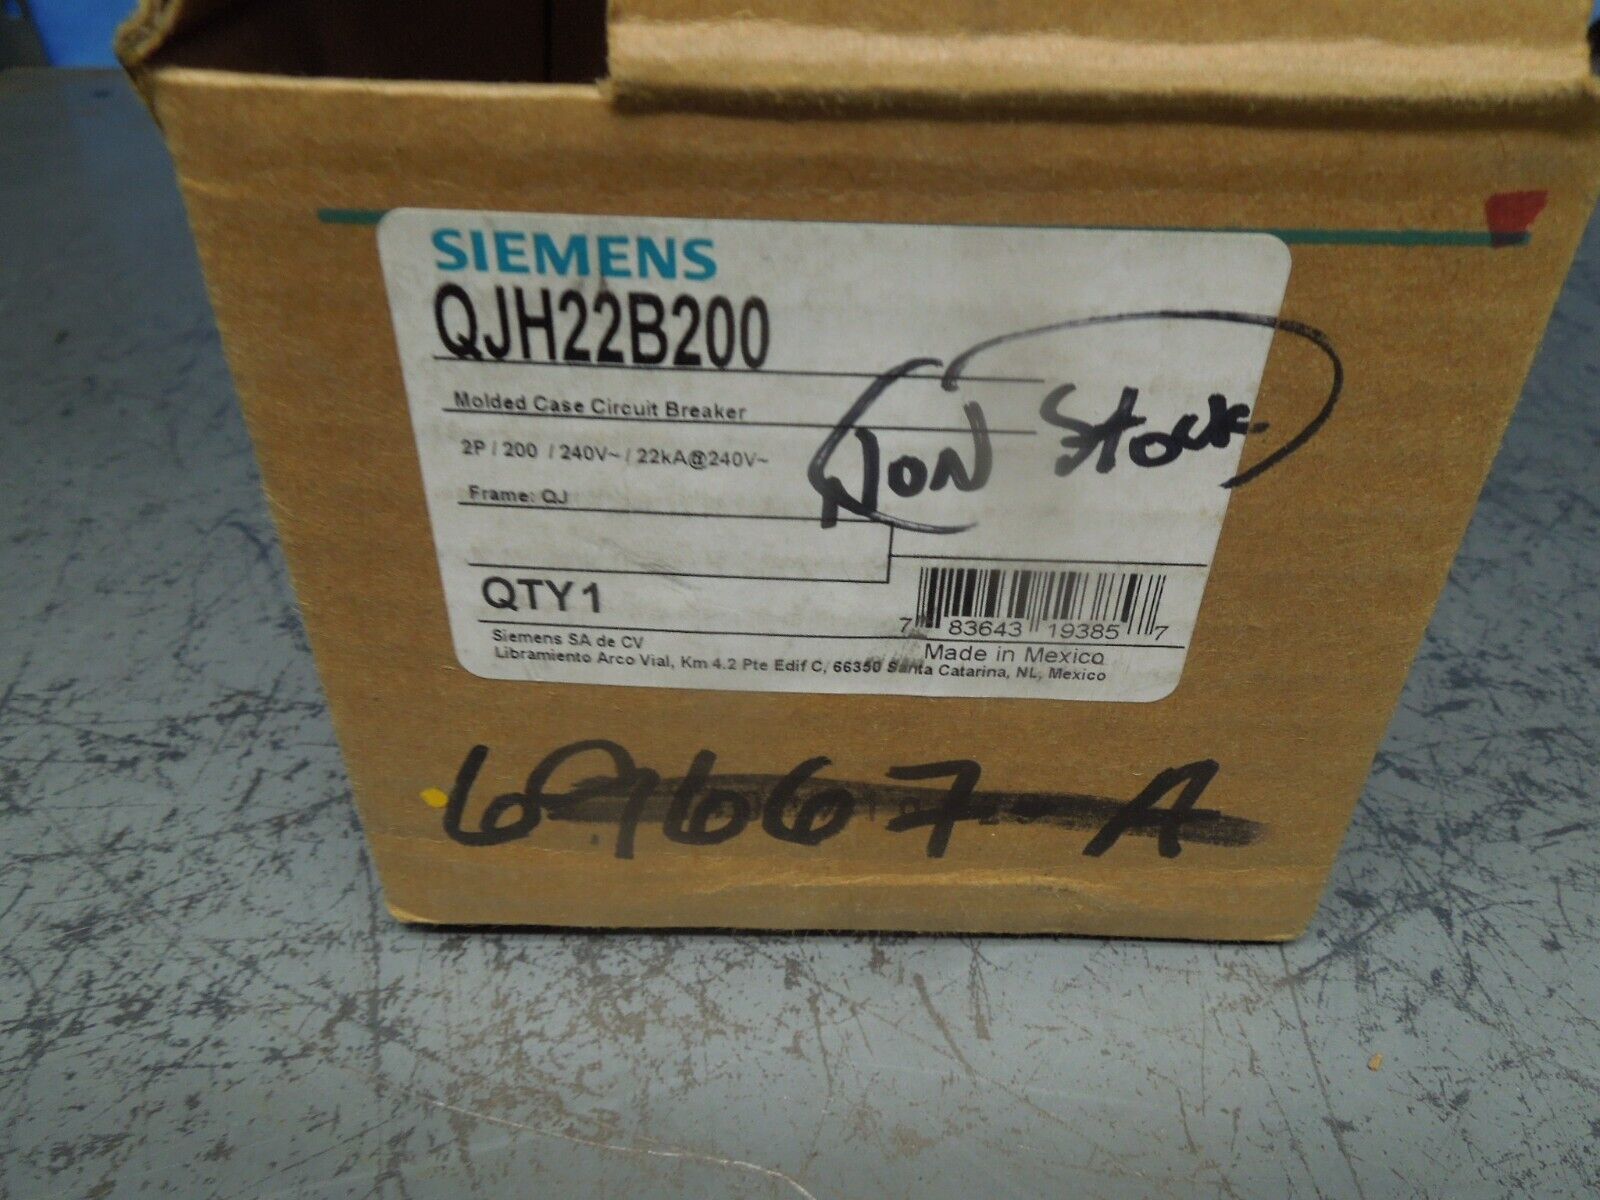 SIEMENS
QJH22B200
Molded Case Circuit Breaker
2P / 200 / 240V~ / 22kA@240V~
Frame: QJ
Non Stock
QTY1
7 83643 19385 7
Made in Mexico
Siemens SA de CV
Libramiento Arco Vial, Km 4.2 Pte Edif C, 66350 Santa Catarina, NL, Mexico
69667 A